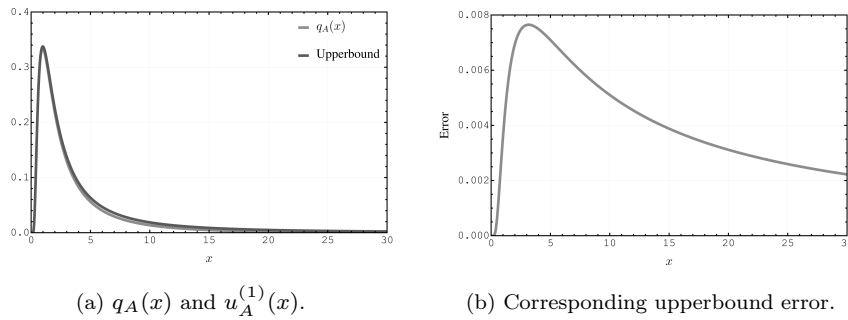 q_A(x)
Upperbound
0.4
0.3
0.2
0.1
0.0
0 5 10 15 20 25 30
x
(a) q_A(x) and u_A^{(1)}(x).
0.008
0.006
Error
0.004
0.002
0.000
0 5 10 15 20 25 30
x
(b) Corresponding upperbound error.